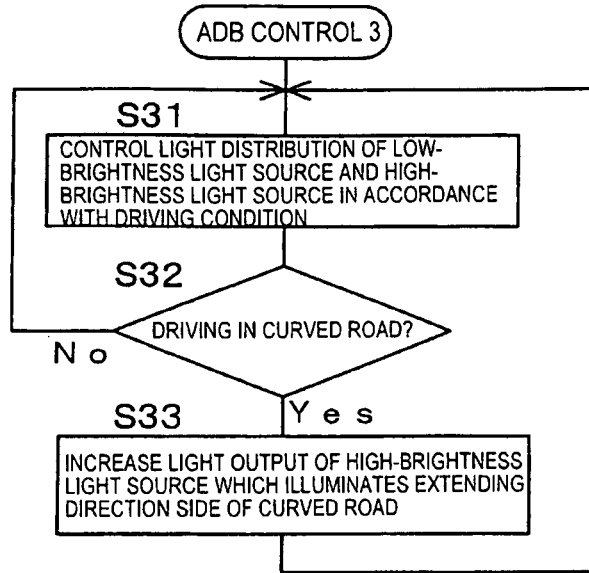 ADB CONTROL 3
S31
CONTROL LIGHT DISTRIBUTION OF LOW-
BRIGHTNESS LIGHT SOURCE AND HIGH-
BRIGHTNESS LIGHT SOURCE IN ACCORDANCE
WITH DRIVING CONDITION
S32
DRIVING IN CURVED ROAD?
No
Yes
S33
INCREASE LIGHT OUTPUT OF HIGH-BRIGHTNESS
LIGHT SOURCE WHICH ILLUMINATES EXTENDING
DIRECTION SIDE OF CURVED ROAD